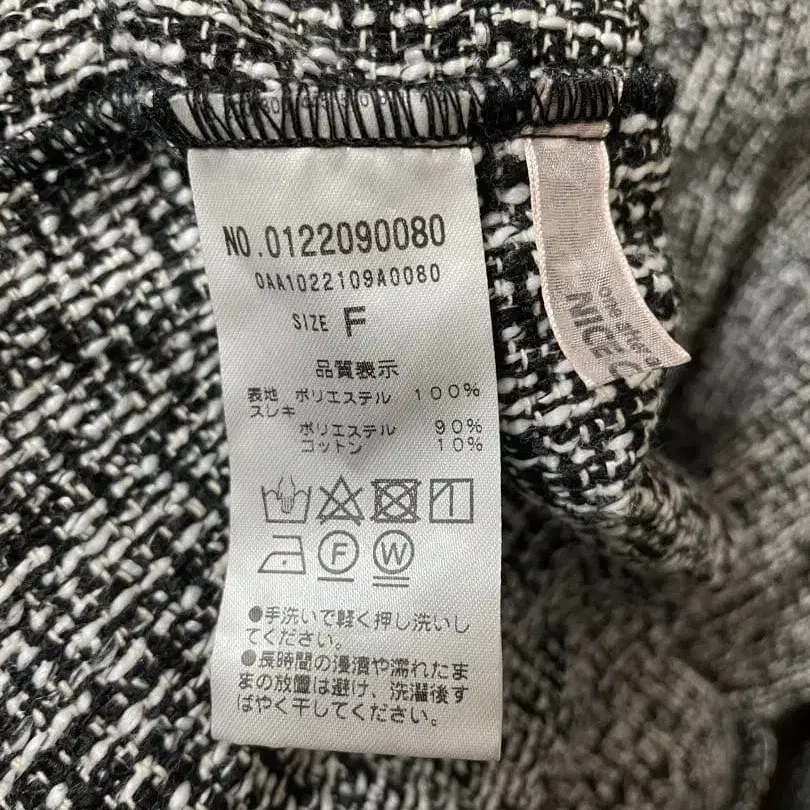 NO.0122090080
0AA1022109A0080
SIZE F
品質表示
表地 ポリエステル 100%
スレキ
ポリエステル 90%
コットン 10%
F W
●手洗いで軽く押し洗いし
てください。
●長時間の浸漬や濡れたま
まの放置は避け、洗濯後す
ばやく干してください。
one after a
NICE C